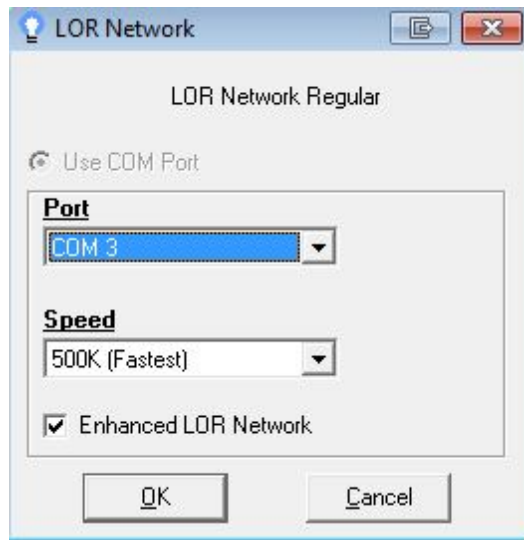 LOR Network
LOR Network Regular
Use COM Port
Port
COM 3
Speed
500K (Fastest)
Enhanced LOR Network
OK
Cancel